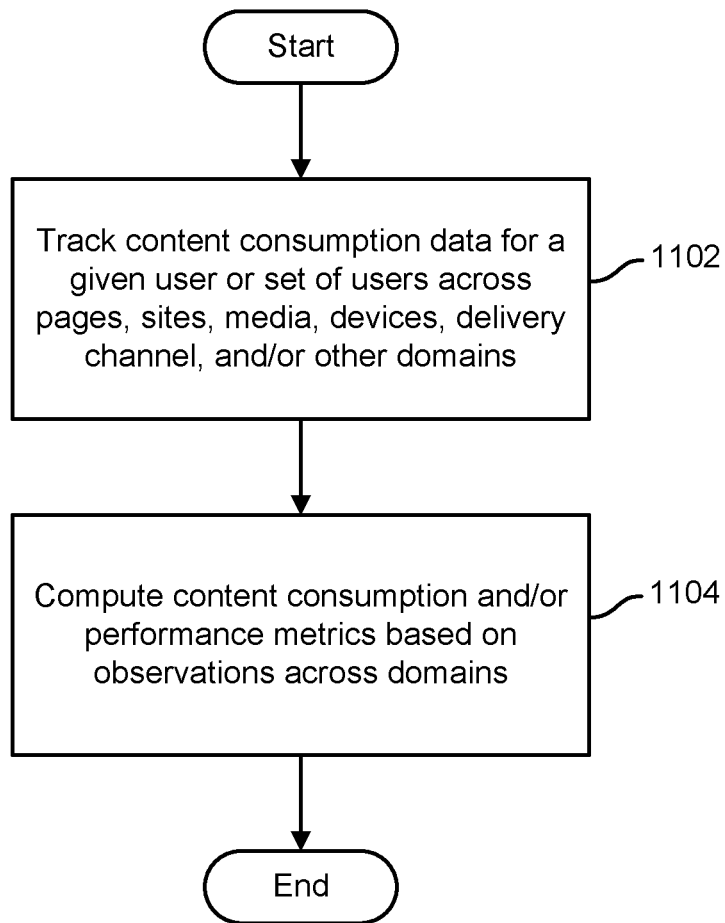 Start
Track content consumption data for a
given user or set of users across
pages, sites, media, devices, delivery
channel, and/or other domains
1102
Compute content consumption and/or
performance metrics based on
observations across domains
1104
End